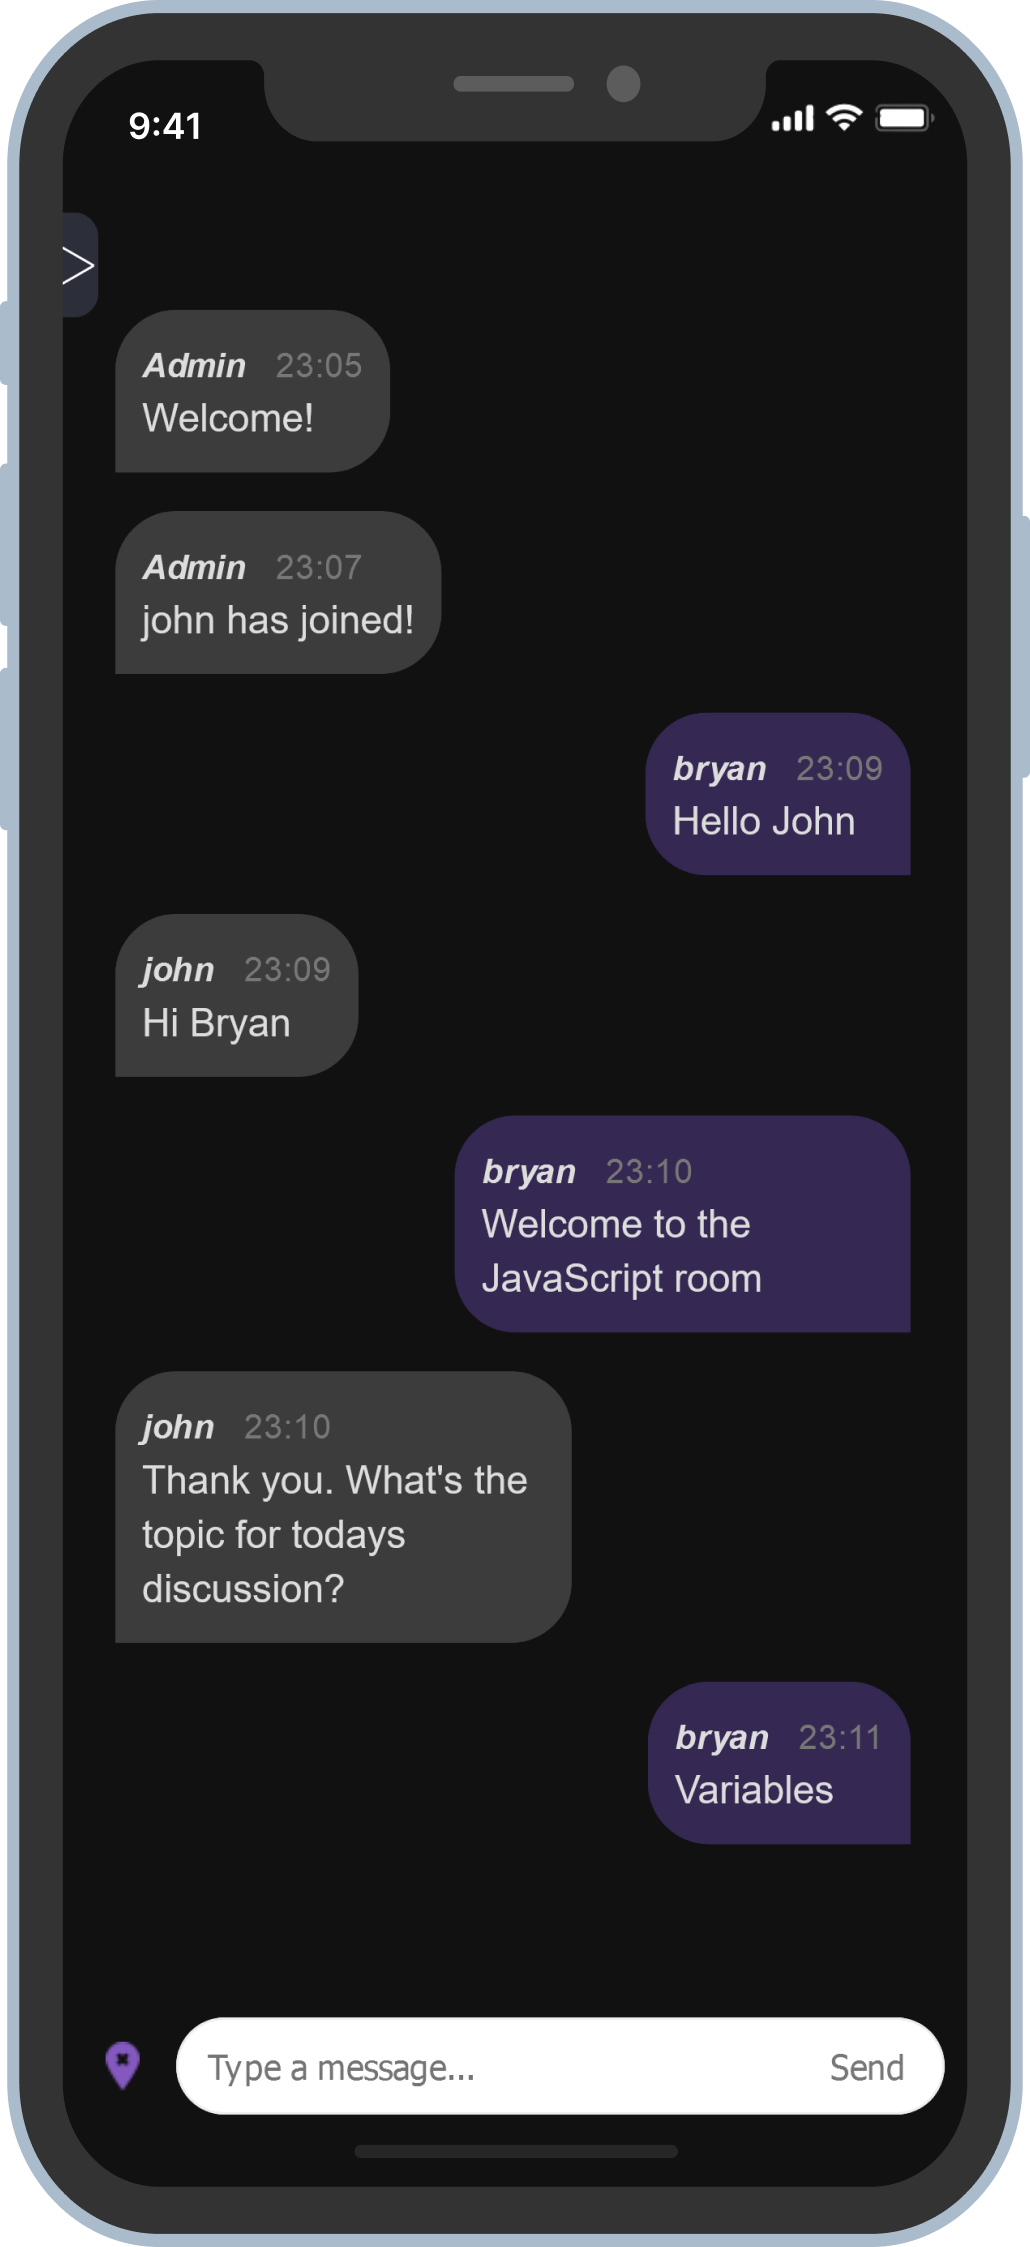 9:41
Admin 23:05
Welcome!
Admin 23:07
john has joined!
bryan 23:09
Hello John
john 23:09
Hi Bryan
bryan 23:10
Welcome to the
JavaScript room
john 23:10
Thank you. What's the
topic for todays
discussion?
bryan 23:11
Variables
Type a message... Send